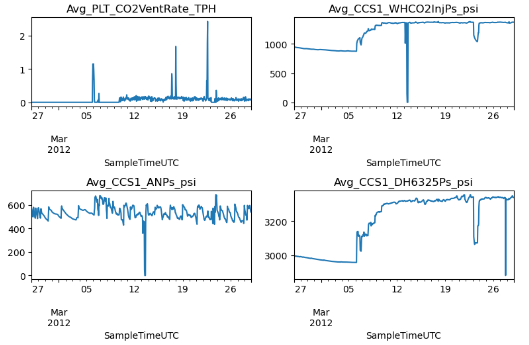 Avg_PLT_CO2VentRate_TPH
2
1
0
27 05 12 19 26
Mar
2012
SampleTimeUTC
Avg_CCS1_WHCO2InjPs_psi
1000
500
0
27 05 12 19 26
Mar
2012
SampleTimeUTC
Avg_CCS1_ANPs_psi
600
400
200
0
27 05 12 19 26
Mar
2012
SampleTimeUTC
Avg_CCS1_DH6325Ps_psi
3200
3000
27 05 12 19 26
Mar
2012
SampleTimeUTC